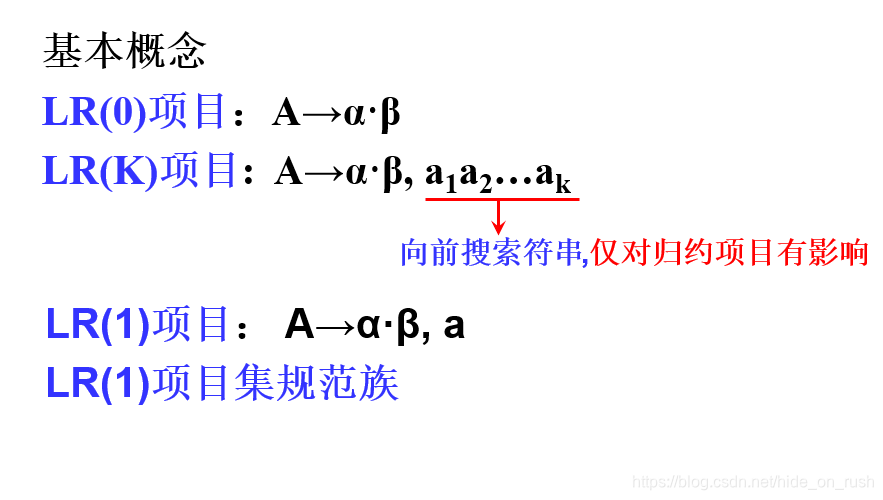 基本概念
LR(0)项目：A→α·β
LR(K)项目: A→α·β, a₁a₂…aₖ
向前搜索符串,仅对归约项目有影响
LR(1)项目： A→α·β, a
LR(1)项目集规范族
https://blog.csdn.net/hide_on_rush